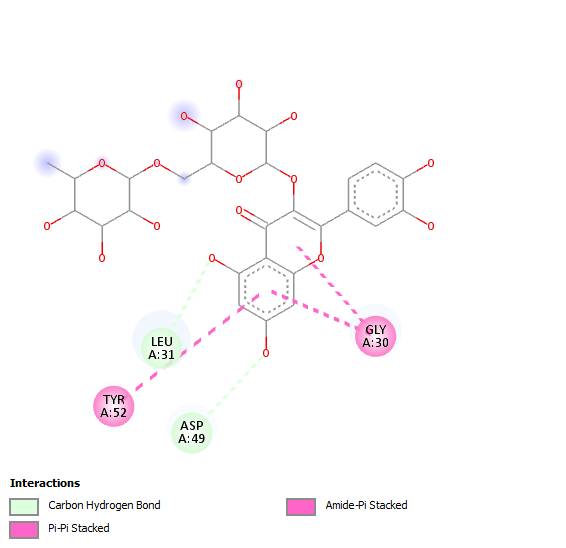 O
O O
O O O O
O O
O O O
O O
O
LEU
A:31
GLY
A:30
O
TYR
A:52
ASP
A:49
Interactions
Carbon Hydrogen Bond Amide-Pi Stacked
Pi-Pi Stacked